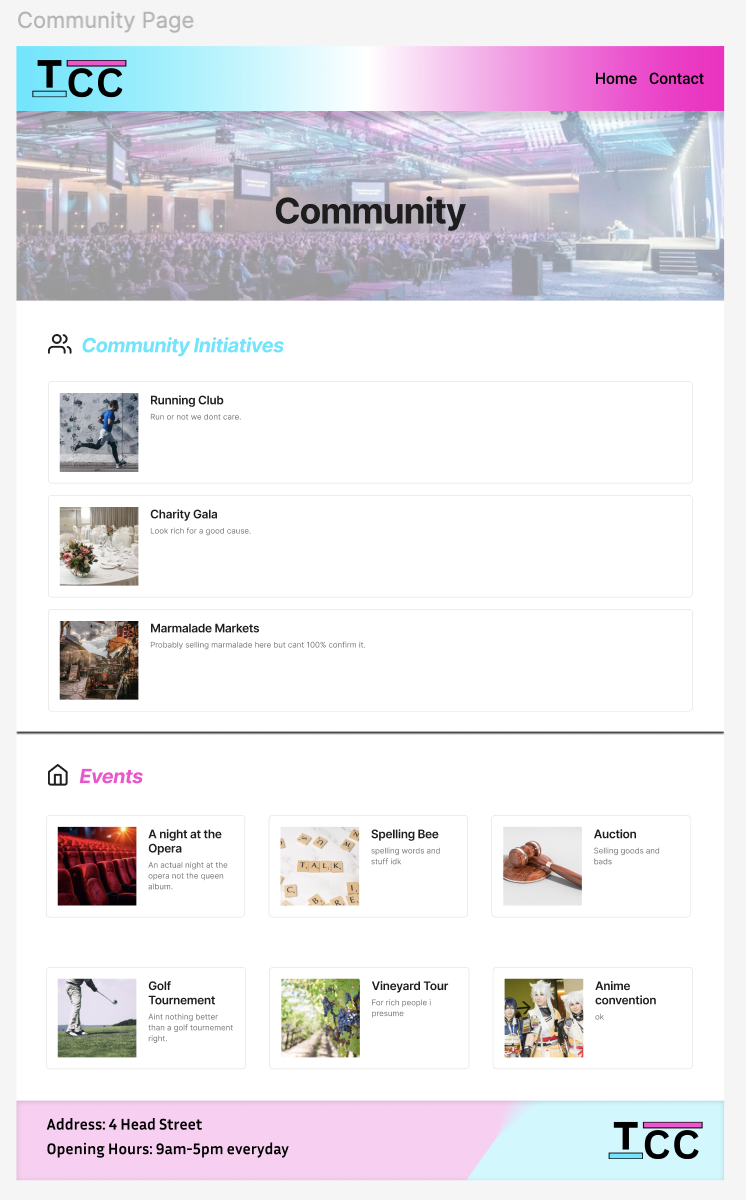 Community Page
TCC
Home Contact
Community
Community Initiatives
Running Club
Run or not we dont care.
Charity Gala
Look rich for a good cause.
Marmalade Markets
Probably selling marmalade here but cant 100% confirm it.
Events
A night at the
Opera
An actual night at the
opera not the queen
album.
Spelling Bee
spelling words and
stuff idk
TALK
Auction
Selling goods and
bads
Golf
Tournement
Aint nothing better
than a golf tournement
right.
Vineyard Tour
For rich people i
presume
Anime
convention
ok
Address: 4 Head Street
Opening Hours: 9am-5pm everyday
TCC